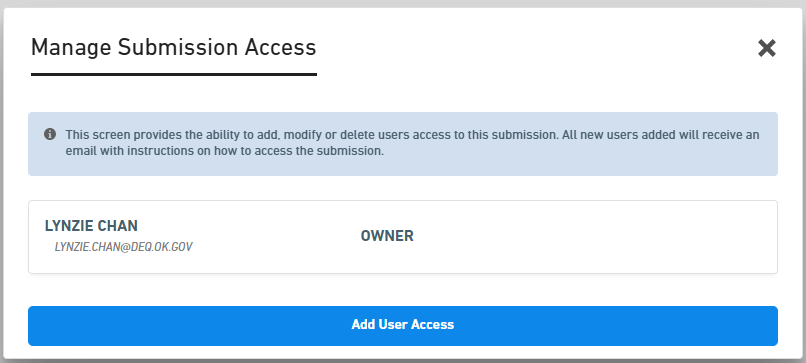 Manage Submission Access
This screen provides the ability to add, modify or delete users access to this submission. All new users added will receive an
email with instructions on how to access the submission.
LYNZIE CHAN
OWNER
LYNZIE.CHAN@DEQ.OK.GOV
Add User Access